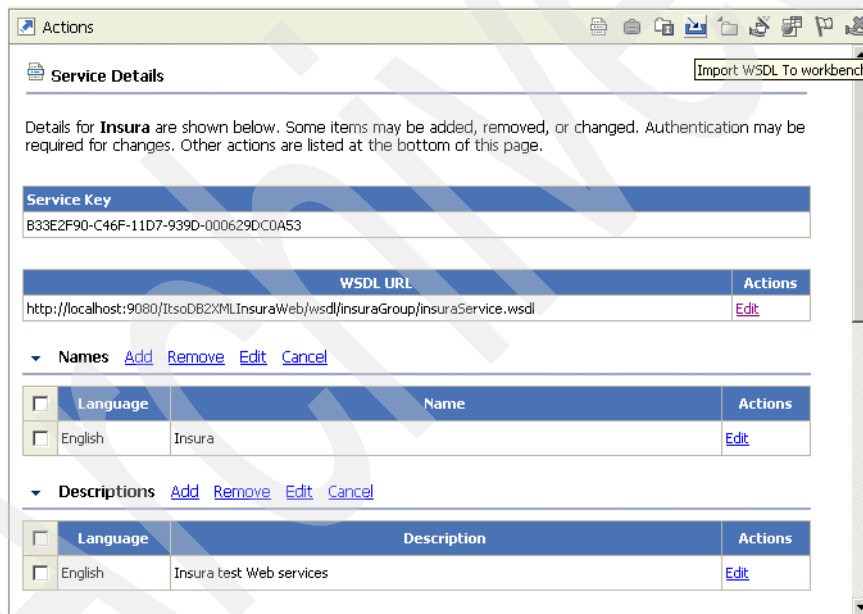 Actions
Import WSDL To workbench
Service Details
Details for Insura are shown below. Some items may be added, removed, or changed. Authentication may be
required for changes. Other actions are listed at the bottom of this page.
Service Key
B33E2F90-C46F-11D7-939D-000629DC0A53
WSDL URL Actions
http://localhost:9080/ItsoDB2XMLInsuraWeb/wsdl/insuraGroup/insuraService.wsdl Edit
Names Add Remove Edit Cancel
Language Name Actions
English Insura Edit
Descriptions Add Remove Edit Cancel
Language Description Actions
English Insura test Web services Edit